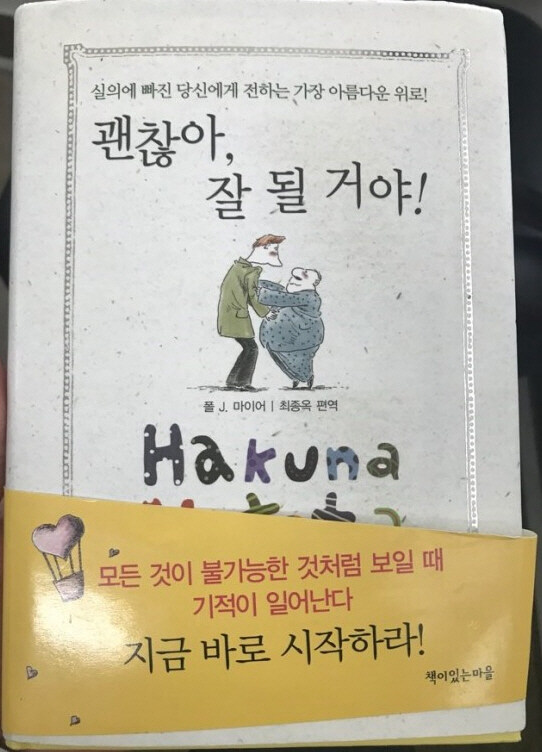 실의에 빠진 당신에게 전하는 가장 아름다운 위로!
괜찮아,
잘 될 거야!
폴 J. 마이어 | 최종옥 편역
Hakuna
모든 것이 불가능한 것처럼 보일 때
기적이 일어난다
지금 바로 시작하라!
책이있는마을